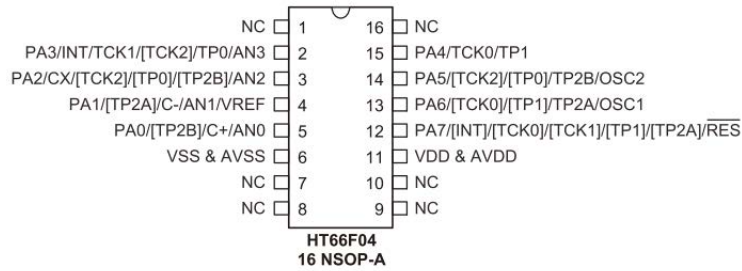 NC 1 16 NC
PA3/INT/TCK1/[TCK2]/TP0/AN3 2 15 PA4/TCK0/TP1
PA2/CX/[TCK2]/[TP0]/[TP2B]/AN2 3 14 PA5/[TCK2]/[TP0]/TP2B/OSC2
PA1/[TP2A]/C-/AN1/VREF 4 13 PA6/[TCK0]/[TP1]/TP2A/OSC1
PA0/[TP2B]/C+/AN0 5 12 PA7/[INT]/[TCK0]/[TCK1]/[TP1]/[TP2A]/RES
VSS & AVSS 6 11 VDD & AVDD
NC 7 10 NC
NC 8 9 NC
HT66F04
16 NSOP-A